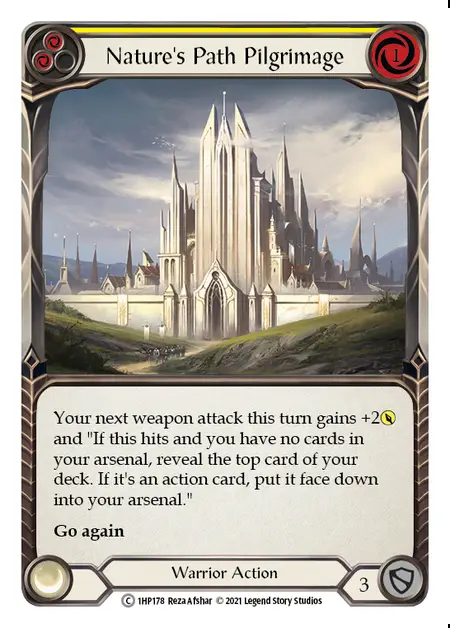 Nature's Path Pilgrimage
1
Your next weapon attack this turn gains +2
and "If this hits and you have no cards in
your arsenal, reveal the top card of your
deck. If it's an action card, put it face down
into your arsenal."
Go again
Warrior Action
3
C 1HP178 Reza Afshar © 2021 Legend Story Studios